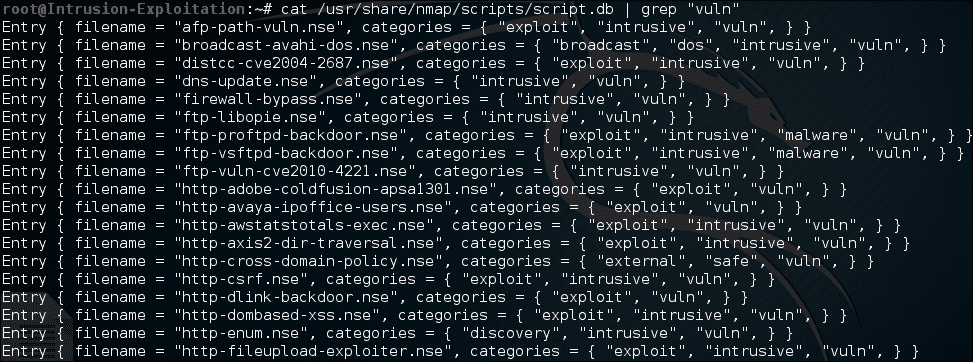 root@Intrusion-Exploitation:~# cat /usr/share/nmap/scripts/script.db | grep "vuln"
Entry { filename = "afp-path-vuln.nse", categories = { "exploit", "intrusive", "vuln", } }
Entry { filename = "broadcast-avahi-dos.nse", categories = { "broadcast", "dos", "intrusive", "vuln", } }
Entry { filename = "distcc-cve2004-2687.nse", categories = { "exploit", "intrusive", "vuln", } }
Entry { filename = "dns-update.nse", categories = { "intrusive", "vuln", } }
Entry { filename = "firewall-bypass.nse", categories = { "intrusive", "vuln", } }
Entry { filename = "ftp-libopie.nse", categories = { "intrusive", "vuln", } }
Entry { filename = "ftp-proftpd-backdoor.nse", categories = { "exploit", "intrusive", "malware", "vuln", } }
Entry { filename = "ftp-vsftpd-backdoor.nse", categories = { "exploit", "intrusive", "malware", "vuln", } }
Entry { filename = "ftp-vuln-cve2010-4221.nse", categories = { "intrusive", "vuln", } }
Entry { filename = "http-adobe-coldfusion-apsa1301.nse", categories = { "exploit", "vuln", } }
Entry { filename = "http-avaya-ipoffice-users.nse", categories = { "exploit", "vuln", } }
Entry { filename = "http-awstatstotals-exec.nse", categories = { "exploit", "intrusive", "vuln", } }
Entry { filename = "http-axis2-dir-traversal.nse", categories = { "exploit", "intrusive", "vuln", } }
Entry { filename = "http-cross-domain-policy.nse", categories = { "external", "safe", "vuln", } }
Entry { filename = "http-csrf.nse", categories = { "exploit", "intrusive", "vuln", } }
Entry { filename = "http-dlink-backdoor.nse", categories = { "exploit", "vuln", } }
Entry { filename = "http-dombased-xss.nse", categories = { "exploit", "intrusive", "vuln", } }
Entry { filename = "http-enum.nse", categories = { "discovery", "intrusive", "vuln", } }
Entry { filename = "http-fileupload-exploiter.nse", categories = { "exploit", "intrusive", "vuln", } }